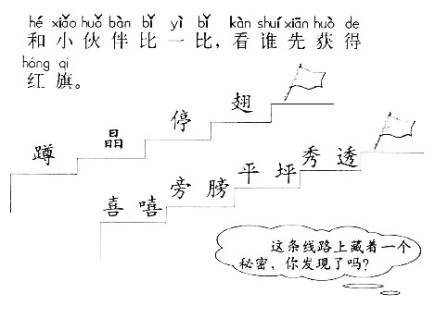 hé xiǎo huǒ bàn bǐ yì bǐ kàn shuí xiān huò de
和小伙伴比一比，看谁先获得
hóng qí
红旗。
蹲 晶 停 翅
喜 嘻 旁 膀 平 坪 秀 透
这条线路上藏着一个
秘密，你发现了吗？